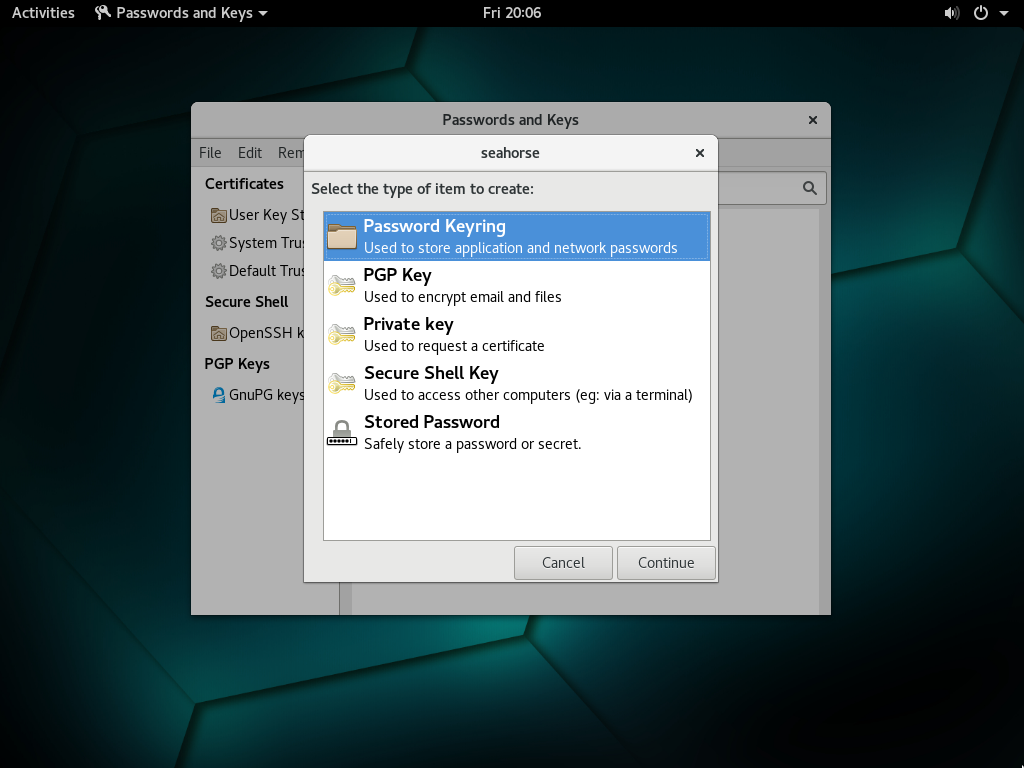 Activities
Passwords and Keys
Fri 20:06
Passwords and Keys
File Edit Rem
seahorse
Certificates
User Key St
System Trus
Default Trus
Secure Shell
OpenSSH k
PGP Keys
GnuPG keys
Select the type of item to create:
Password Keyring
Used to store application and network passwords
PGP Key
Used to encrypt email and files
Private key
Used to request a certificate
Secure Shell Key
Used to access other computers (eg: via a terminal)
Stored Password
Safely store a password or secret.
Cancel
Continue